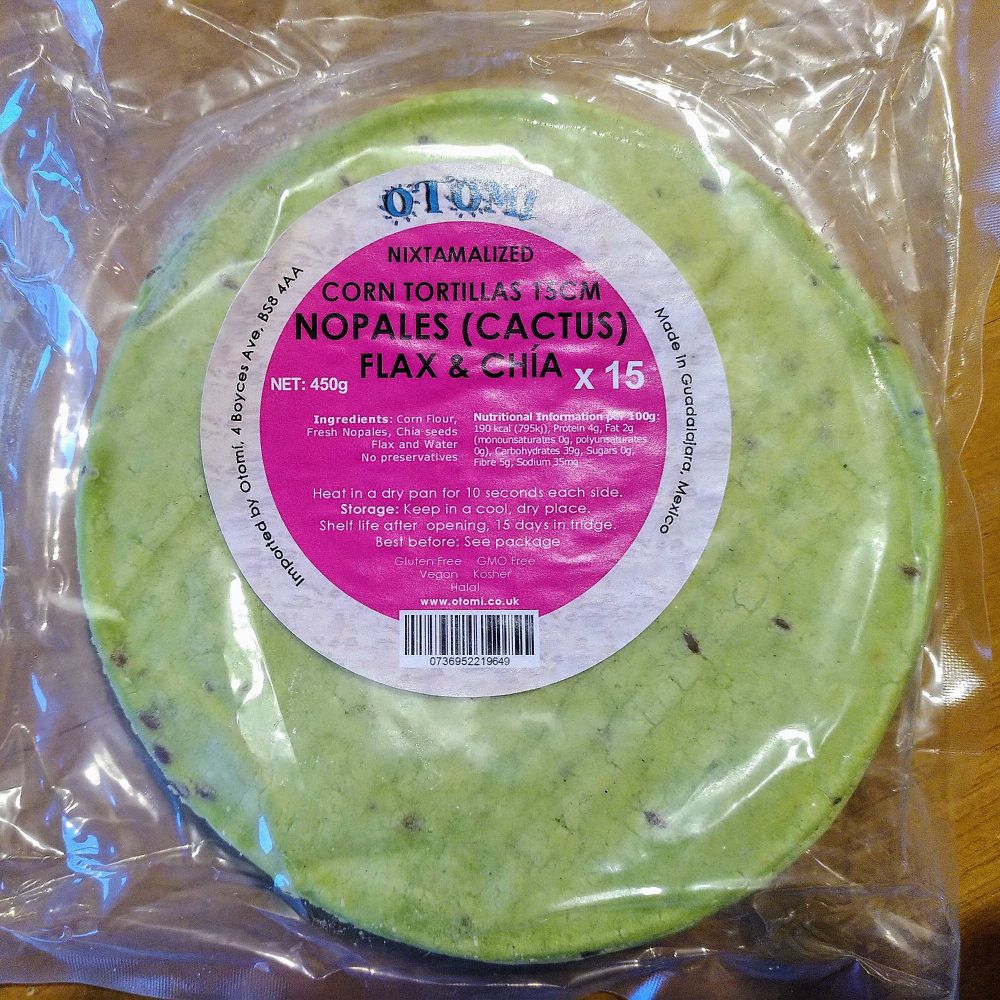 OTOMI
NIXTAMALIZED
CORN TORTILLAS 15CM
NOPALES (CACTUS)
FLAX & CHÍA
NET: 450g
x 15
Ingredients: Corn Flour,
Fresh Nopales, Chia seeds
Flax and Water
No preservatives
Nutritional Information per 100g:
190 kcal (795kj), Protein 4g, Fat 2g
(monounsaturates 0g, polyunsaturates
0g), Carbohydrates 39g, Sugars 0g,
Fibre 5g, Sodium 35mg
Heat in a dry pan for 10 seconds each side.
Storage: Keep in a cool, dry place.
Shelf life after opening, 15 days in fridge.
Best before: See package
Gluten Free GMO Free
Vegan Kosher
Halal
www.otomi.co.uk
0736952219649
Imported by Otomí, 4 Boyces Ave, BS8 4AA
Made in Guadalajara, Mexico